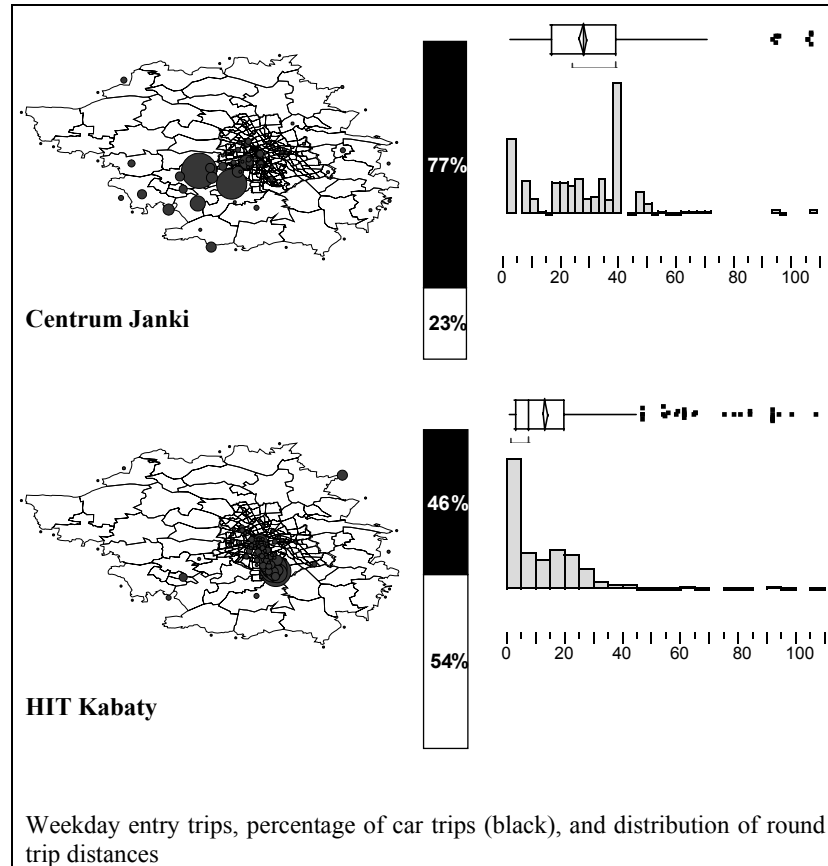 77%
23%
0 20 40 60 80 100
Centrum Janki
46%
54%
0 20 40 60 80 100
HIT Kabaty
Weekday entry trips, percentage of car trips (black), and distribution of round
trip distances